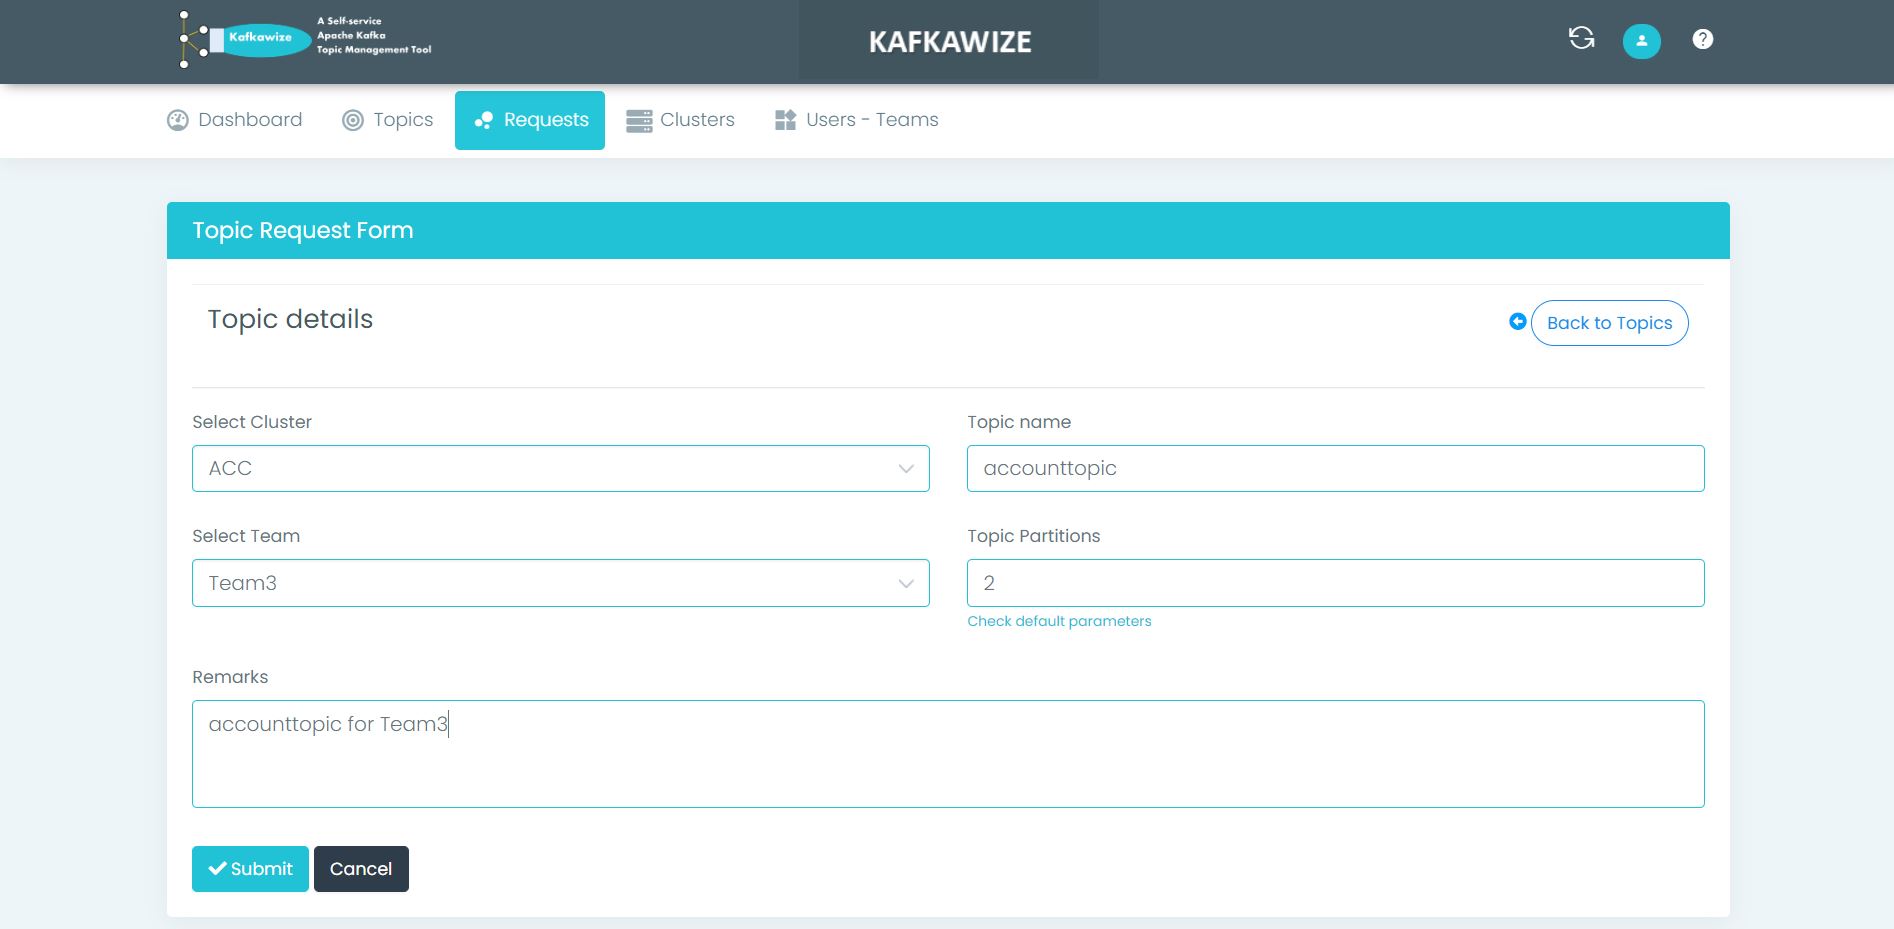 Kafkawize
A Self-service
Apache Kafka
Topic Management Tool
KAFKAWIZE
Dashboard
Topics
Requests
Clusters
Users - Teams
Topic Request Form
Topic details
Back to Topics
Select Cluster
Topic name
ACC
accounttopic
Select Team
Topic Partitions
Team3
2
Check default parameters
Remarks
accounttopic for Team3
Submit
Cancel